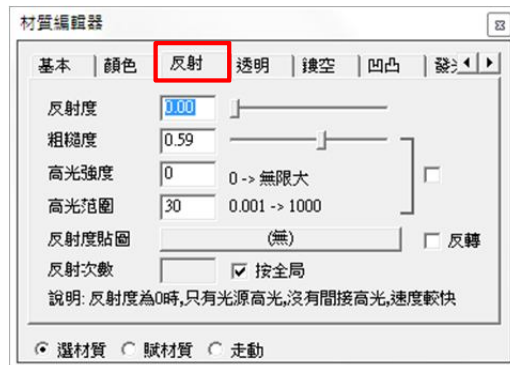 材質編輯器
基本 顏色 反射 透明 鏤空 凹凸
反射度 0.00
粗糙度 0.59
高光強度 0 0 -> 無限大
高光范圍 30 0.001 -> 1000
反射度貼圖 (無) 反轉
反射次數 按全局
說明: 反射度為0時,只有光源高光,沒有間接高光,速度較快
選材質 賦材質 走動